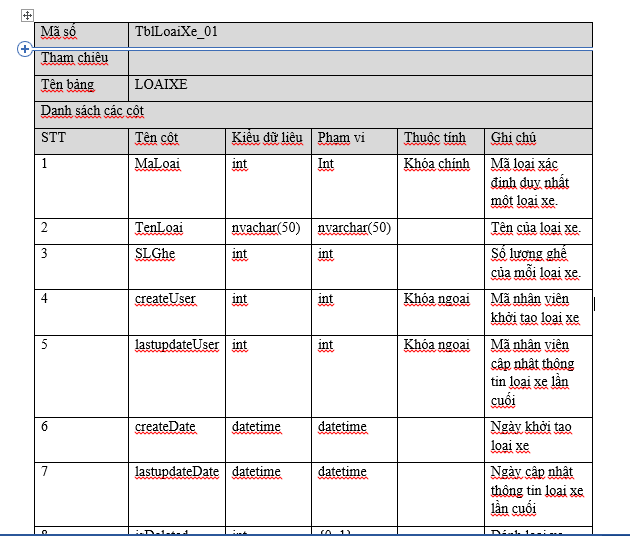 Mã số TblLoaiXe_01
Tham chiếu
Tên bảng LOAIXE
Danh sách các cột
STT Tên cột Kiểu dữ liệu Phạm vi Thuộc tính Ghi chú
1 MaLoai int Int Khóa chính Mã loại xác
định duy nhất
một loại xe.
2 TenLoai nvachar(50) nvarchar(50) Tên của loại xe.
3 SLGhe int int Số lượng ghế
của mỗi loại xe.
4 createUser int int Khóa ngoại Mã nhân viên
khởi tạo loại xe
5 lastupdateUser int int Khóa ngoại Mã nhân viên
cập nhật thông
tin loại xe lần
cuối
6 createDate datetime datetime Ngày khởi tạo
loại xe
7 lastupdateDate datetime datetime Ngày cập nhật
thông tin loại xe
lần cuối